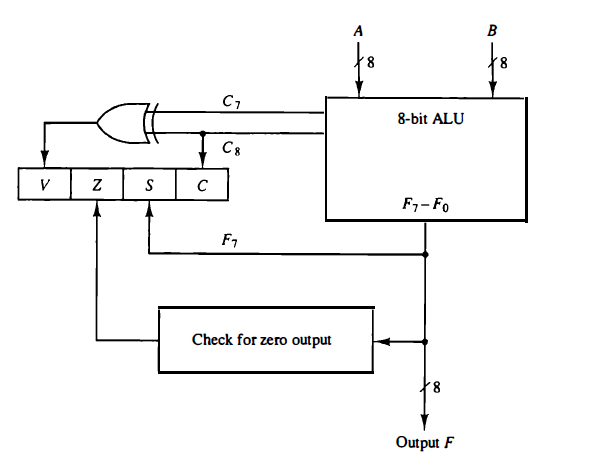 A
B
8
8
C7
8-bit ALU
C8
V Z S C
F7 – F0
F7
Check for zero output
8
Output F